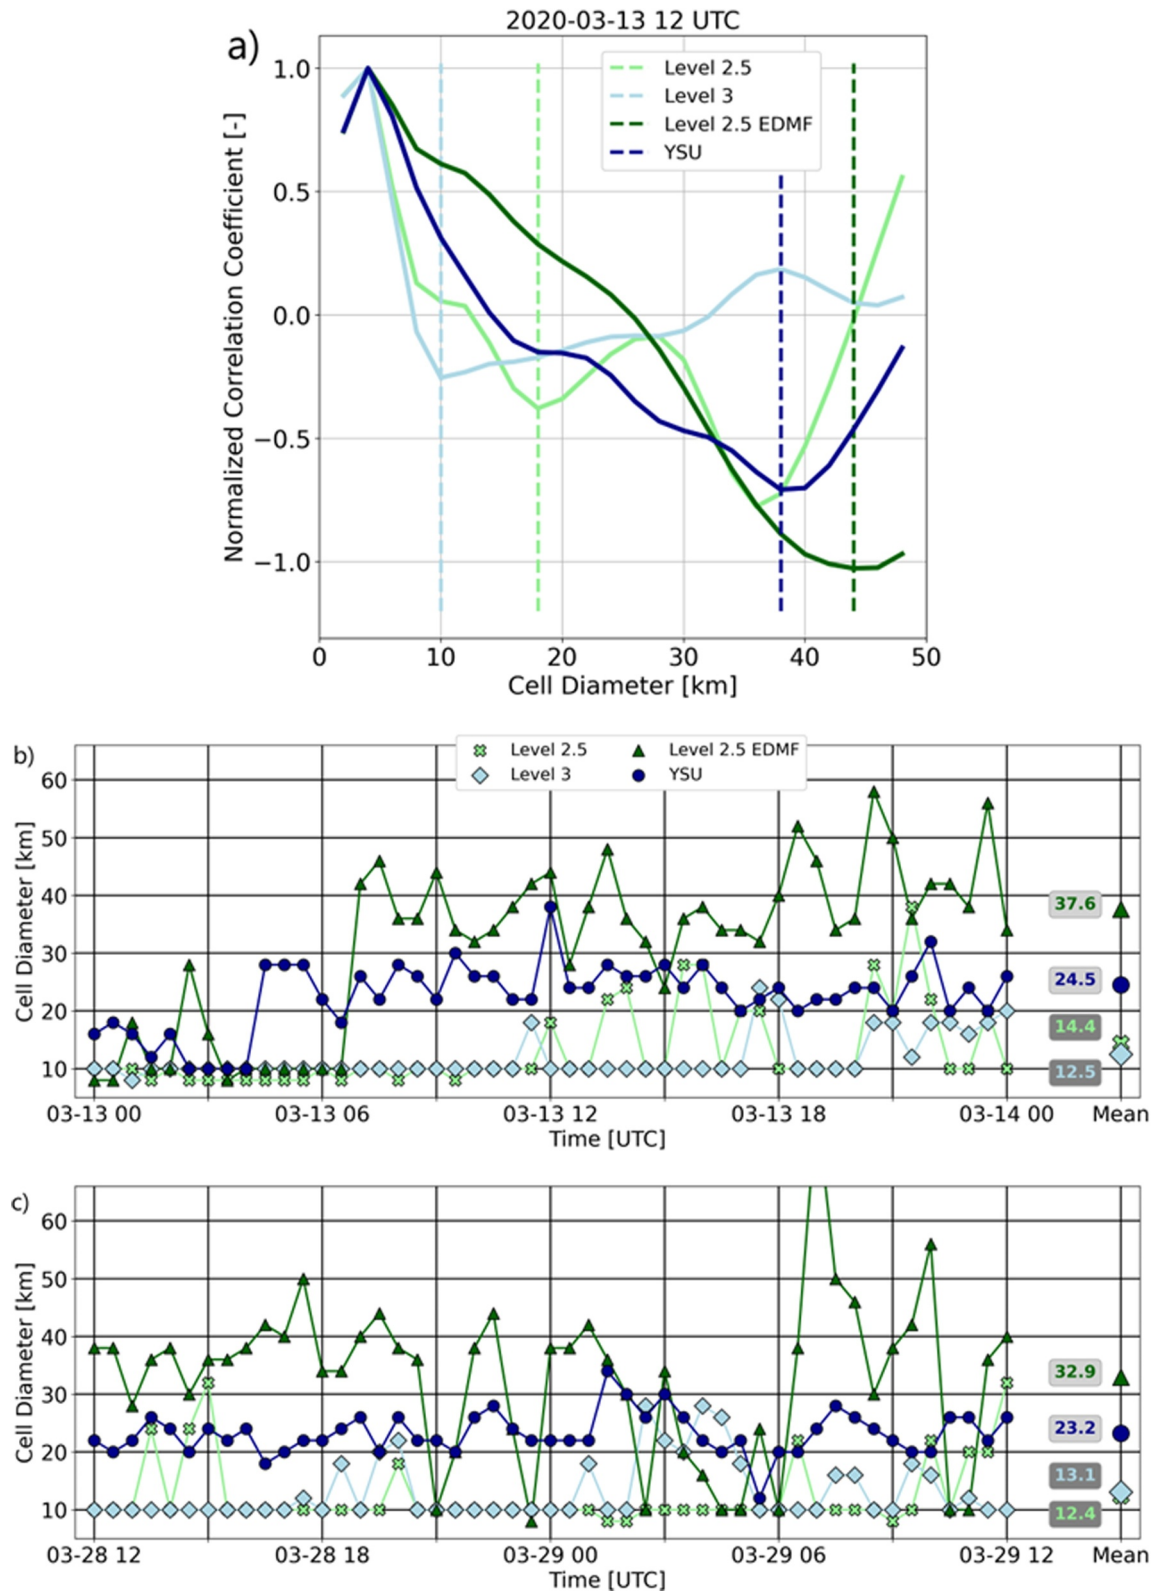 2020-03-13 12 UTC
a)
Level 2.5
Level 3
Level 2.5 EDMF
YSU
Normalized Correlation Coefficient [-]
1.0
0.5
0.0
−0.5
−1.0
0 10 20 30 40 50
Cell Diameter [km]
b)
Level 2.5 Level 2.5 EDMF
Level 3 YSU
Cell Diameter [km]
60
50
40
30
20
10
37.6
24.5
14.4
12.5
03-13 00 03-13 06 03-13 12 03-13 18 03-14 00 Mean
Time [UTC]
c)
Cell Diameter [km]
60
50
40
30
20
10
32.9
23.2
13.1
12.4
03-28 12 03-28 18 03-29 00 03-29 06 03-29 12 Mean
Time [UTC]